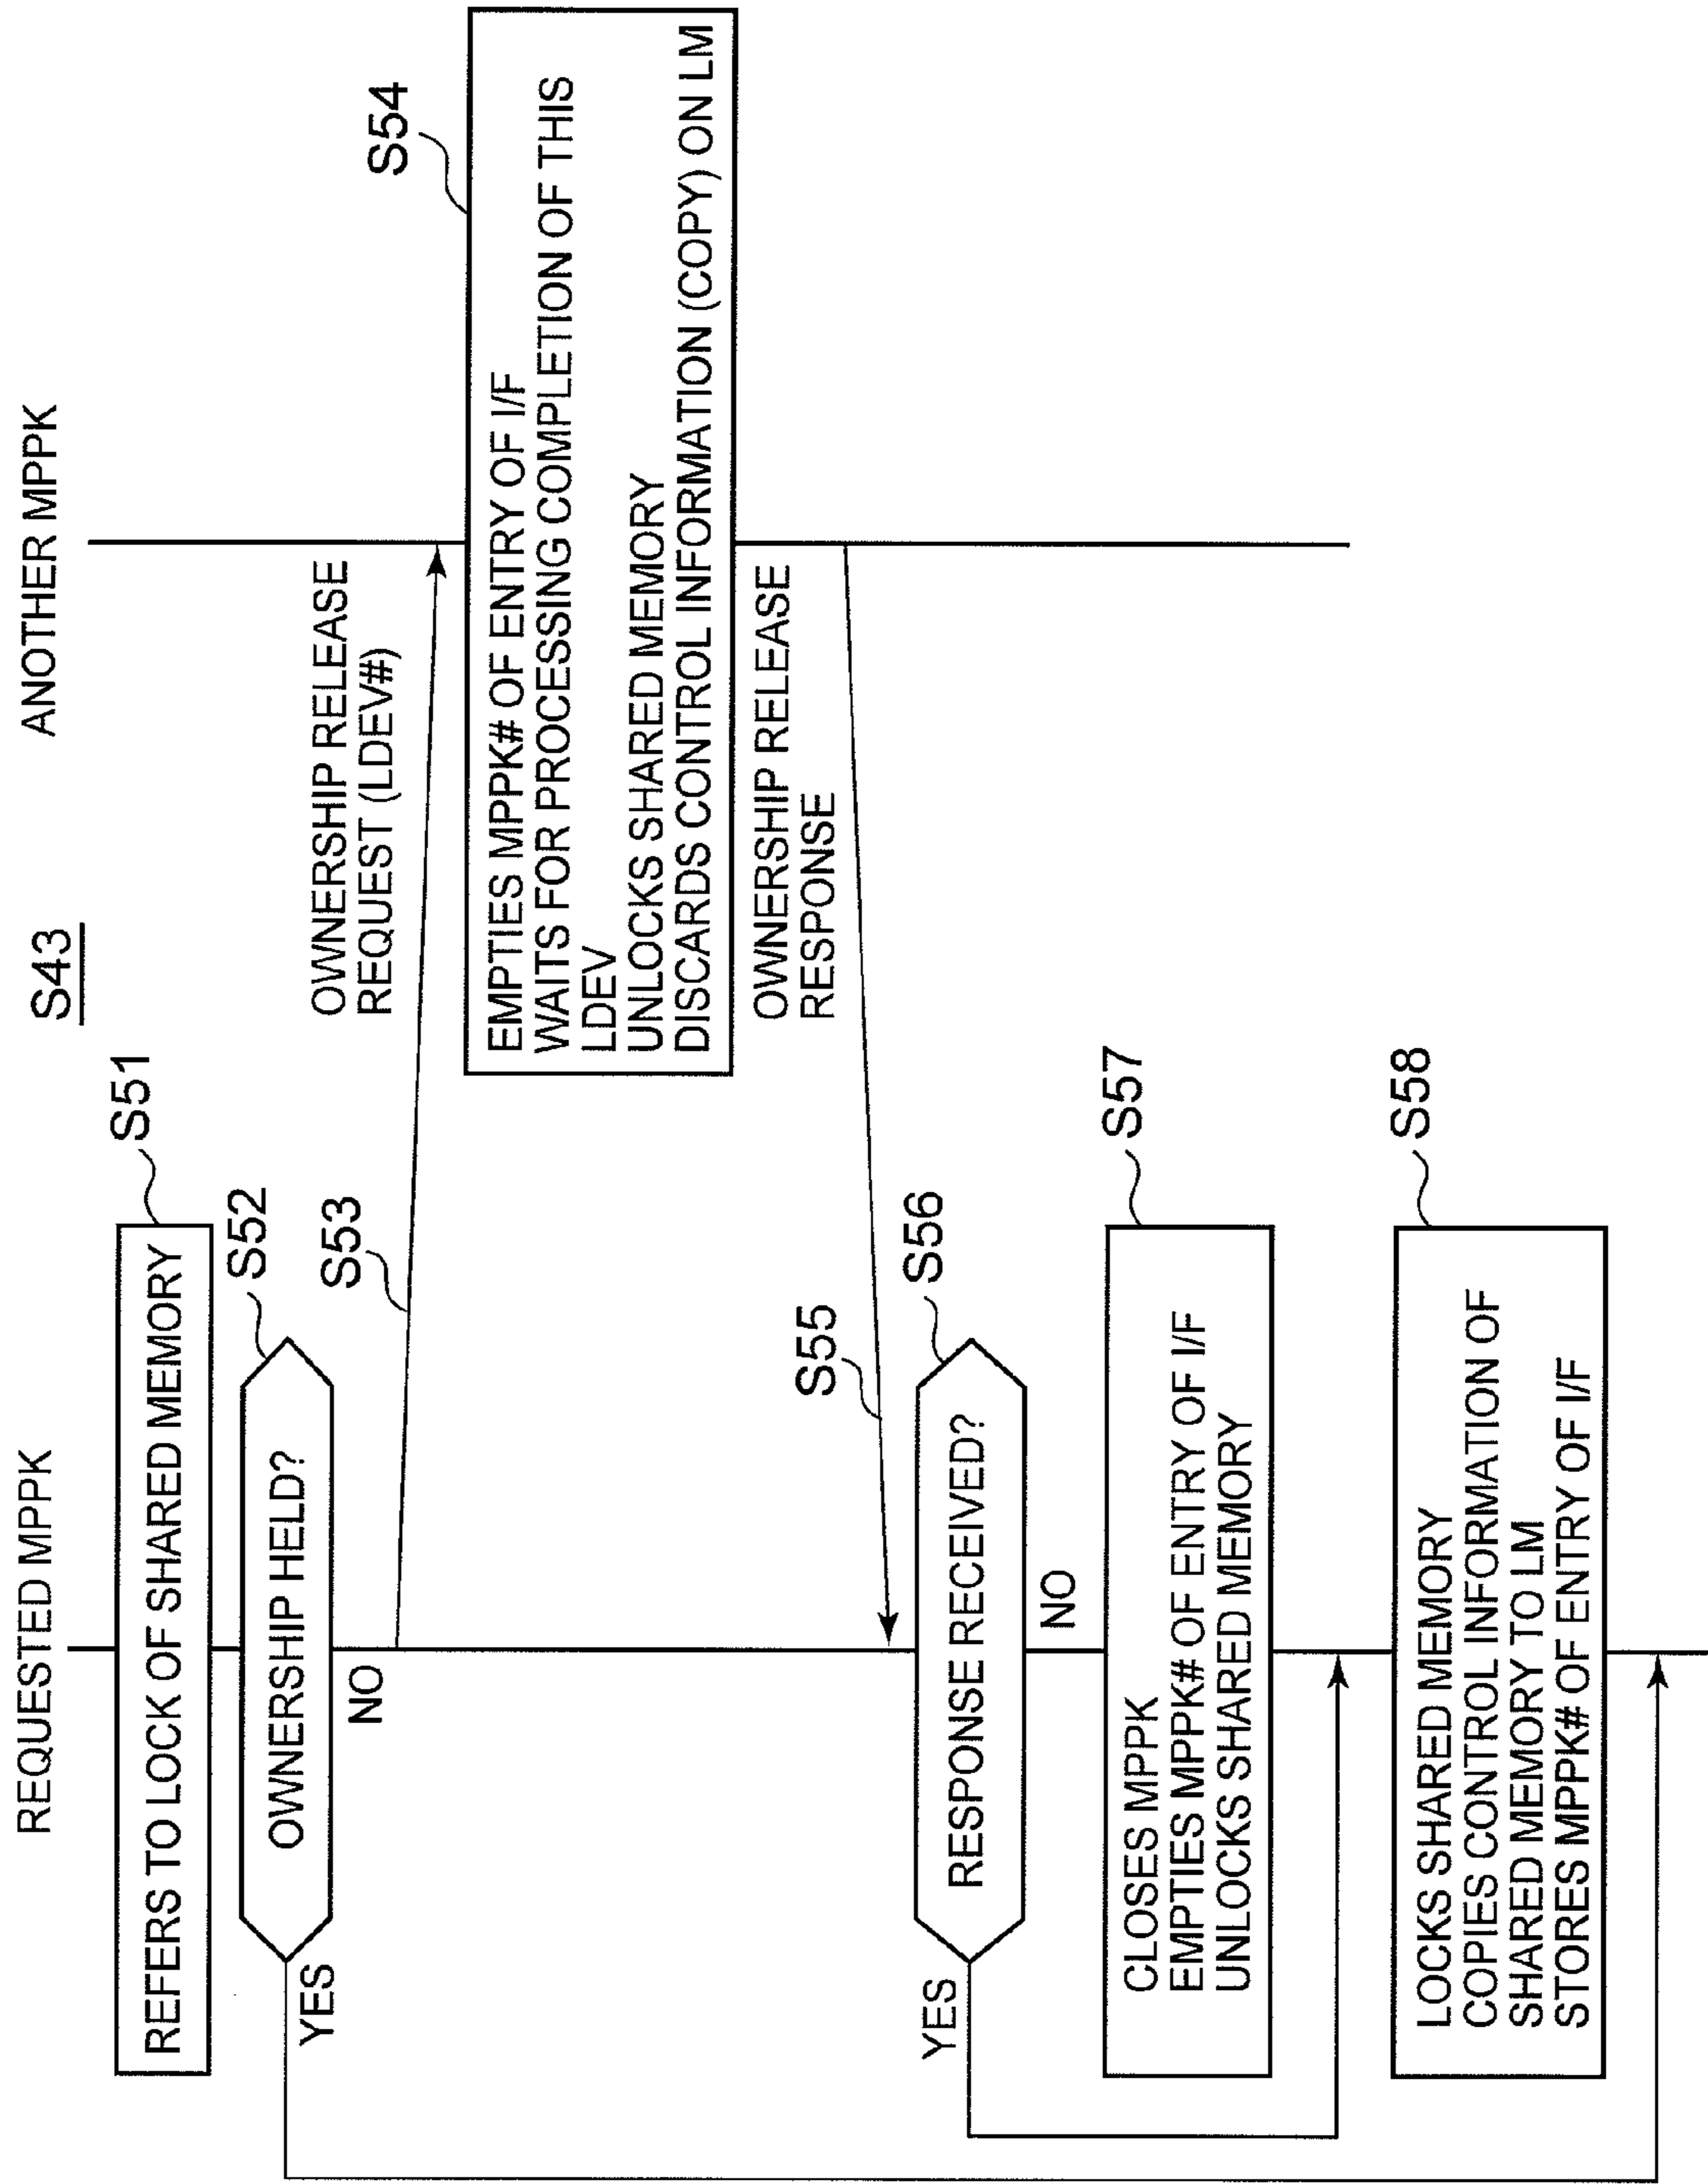 S43
REQUESTED MPPK
ANOTHER MPPK
REFERS TO LOCK OF SHARED MEMORY
S51
OWNERSHIP HELD?
S52
YES
NO
S53
OWNERSHIP RELEASE
REQUEST (LDEV#)
S54
EMPTIES MPPK# OF ENTRY OF I/F
WAITS FOR PROCESSING COMPLETION OF THIS
LDEV
UNLOCKS SHARED MEMORY
DISCARDS CONTROL INFORMATION (COPY) ON LM
OWNERSHIP RELEASE
RESPONSE
S55
RESPONSE RECEIVED?
S56
YES
NO
CLOSES MPPK
EMPTIES MPPK# OF ENTRY OF I/F
UNLOCKS SHARED MEMORY
S57
LOCKS SHARED MEMORY
COPIES CONTROL INFORMATION OF
SHARED MEMORY TO LM
STORES MPPK# OF ENTRY OF I/F
S58